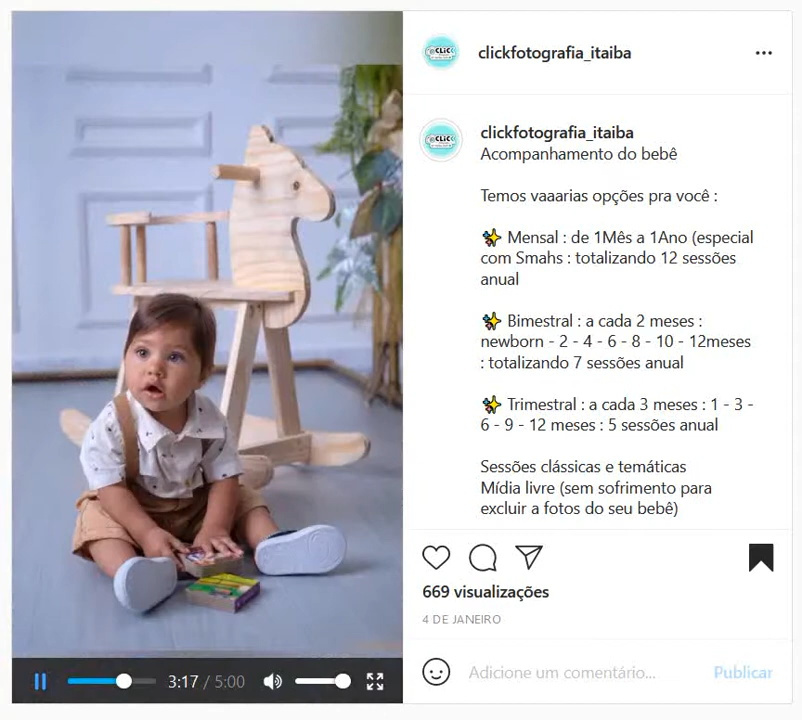 clickfotografia_itaiba
clickfotografia_itaiba
Acompanhamento do bebê
Temos vaaarias opções pra você :
✨ Mensal : de 1Mês a 1Ano (especial
com Smahs : totalizando 12 sessões
anual
✨ Bimestral : a cada 2 meses :
newborn - 2 - 4 - 6 - 8 - 10 - 12meses
: totalizando 7 sessões anual
✨ Trimestral : a cada 3 meses : 1 - 3 -
6 - 9 - 12 meses : 5 sessões anual
Sessões clássicas e temáticas
Mídia livre (sem sofrimento para
excluir a fotos do seu bebê)
669 visualizações
4 DE JANEIRO
3:17 / 5:00
Adicione um comentário...
Publicar